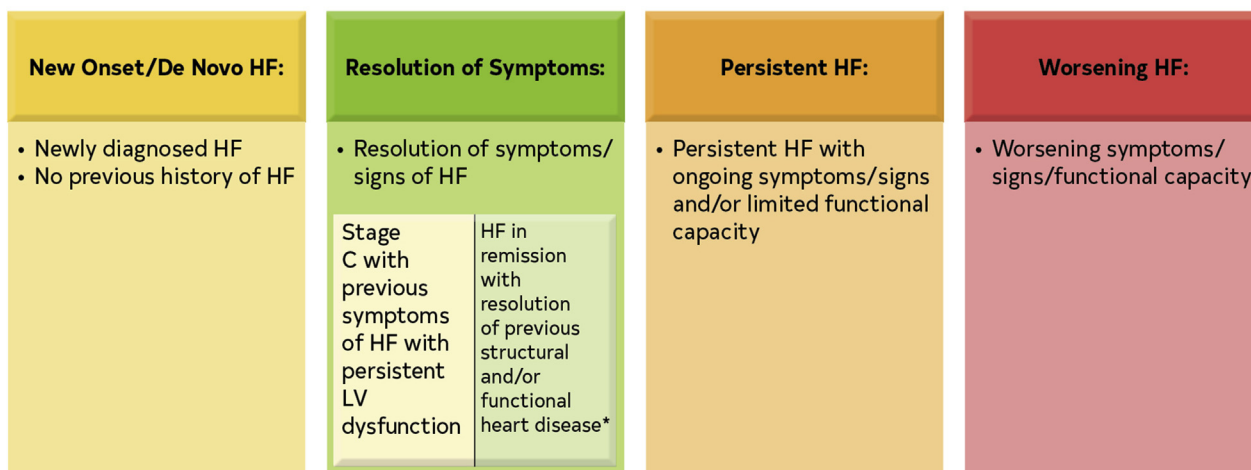 New Onset/De Novo HF:
• Newly diagnosed HF
• No previous history of HF
Resolution of Symptoms:
• Resolution of symptoms/
signs of HF
Stage
C with
previous
symptoms
of HF with
persistent
LV
dysfunction
HF in
remission
with
resolution
of previous
structural
and/or
functional
heart disease*
Persistent HF:
• Persistent HF with
ongoing symptoms/signs
and/or limited functional
capacity
Worsening HF:
• Worsening symptoms/
signs/functional capacity